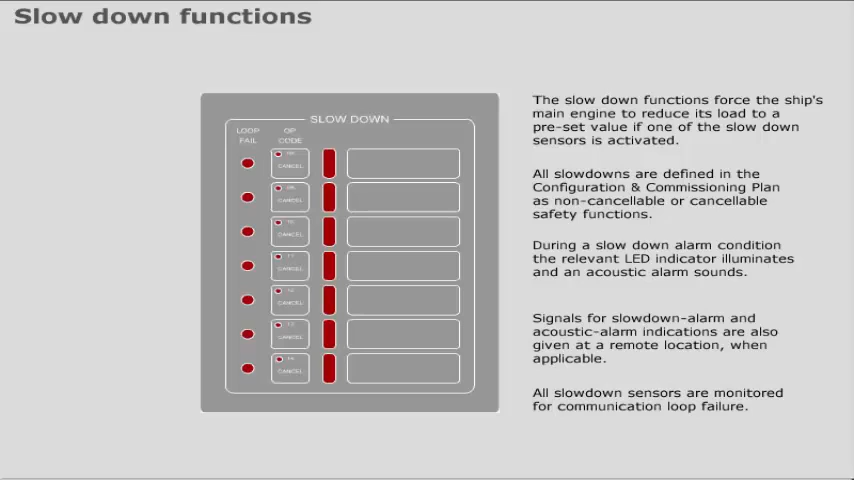 Slow down functions
SLOW DOWN
LOOP
FAIL
OP
CODE
CANCEL
CANCEL
CANCEL
CANCEL
CANCEL
CANCEL
CANCEL
The slow down functions force the ship's
main engine to reduce its load to a
pre-set value if one of the slow down
sensors is activated.
All slowdowns are defined in the
Configuration & Commissioning Plan
as non-cancellable or cancellable
safety functions.
During a slow down alarm condition
the relevant LED indicator illuminates
and an acoustic alarm sounds.
Signals for slowdown-alarm and
acoustic-alarm indications are also
given at a remote location, when
applicable.
All slowdown sensors are monitored
for communication loop failure.